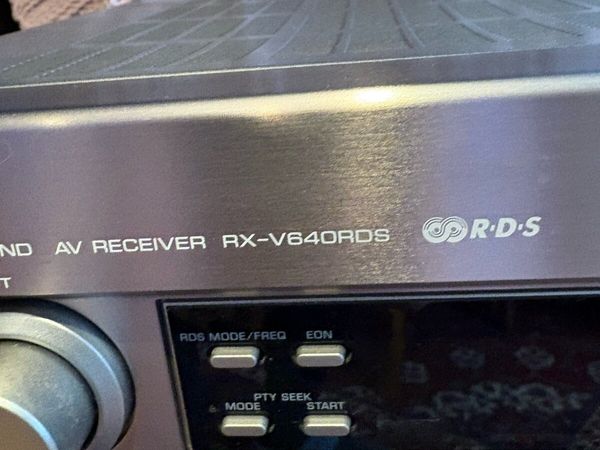 ND AV RECEIVER RX-V640RDS R·D·S
T
RDS MODE/FREQ EON
PTY SEEK
MODE START